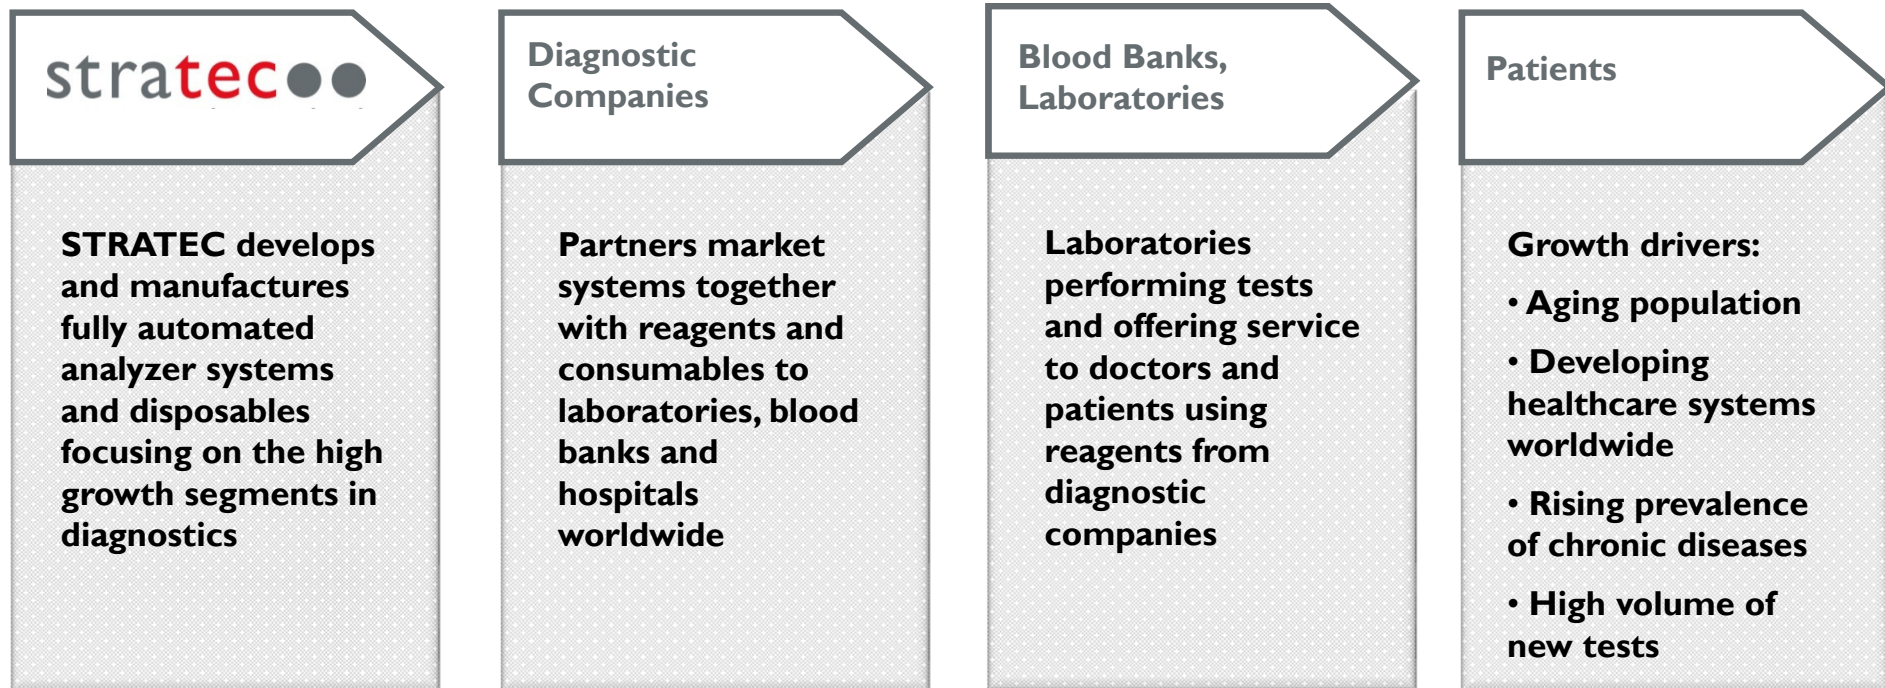 stratec
STRATEC develops
and manufactures
fully automated
analyzer systems
and disposables
focusing on the high
growth segments in
diagnostics
Diagnostic
Companies
Partners market
systems together
with reagents and
consumables to
laboratories, blood
banks and
hospitals
worldwide
Blood Banks,
Laboratories
Laboratories
performing tests
and offering service
to doctors and
patients using
reagents from
diagnostic
companies
Patients
Growth drivers:
• Aging population
• Developing
healthcare systems
worldwide
• Rising prevalence
of chronic diseases
• High volume of
new tests